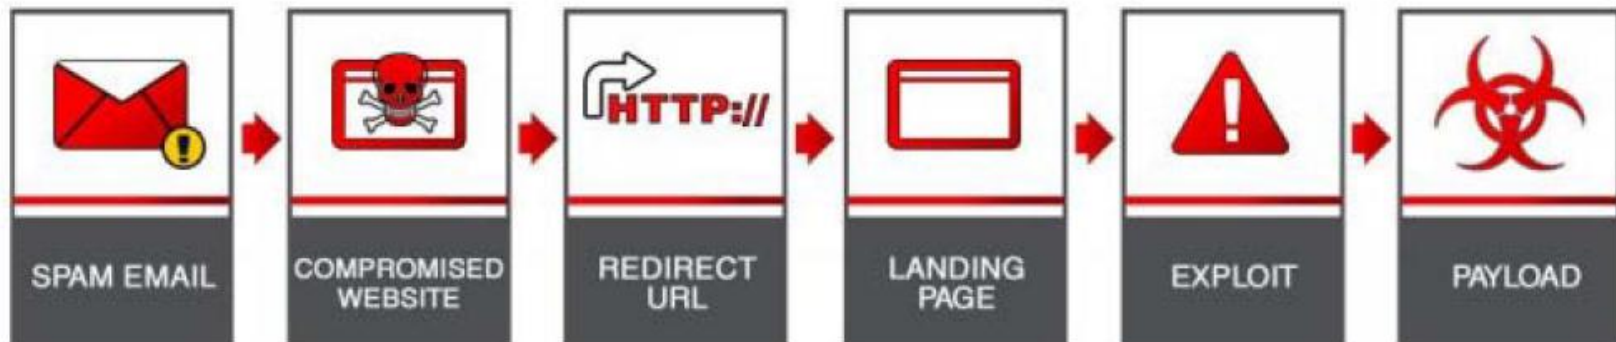 HTTP://
SPAM EMAIL
COMPROMISED
WEBSITE
REDIRECT
URL
LANDING
PAGE
EXPLOIT
PAYLOAD